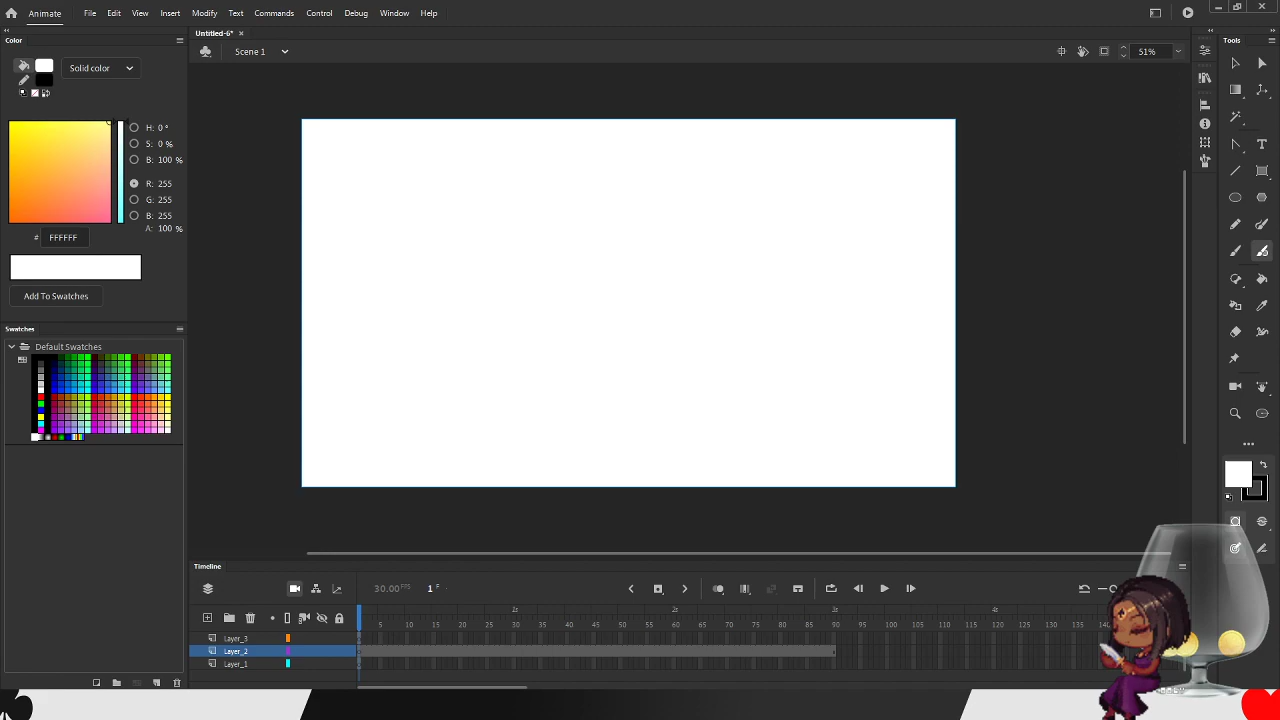 Animate File Edit View Insert Modify Text Commands Control Debug Window Help
Untitled-6*
Color
Scene 1
51%
Tools
Solid color
H: 0 °
S: 0 %
B: 100 %
R: 255
G: 255
B: 255
A: 100 %
# FFFFFF
Add To Swatches
Swatches
Default Swatches
Timeline
30.00 FPS 1 F
1s 2s 3s 4s
5 10 15 20 25 30 35 40 45 50 55 60 65 70 75 80 85 90 95 100 105 110 115 120 125 130 135 14
Layer_3
Layer_2
Layer_1